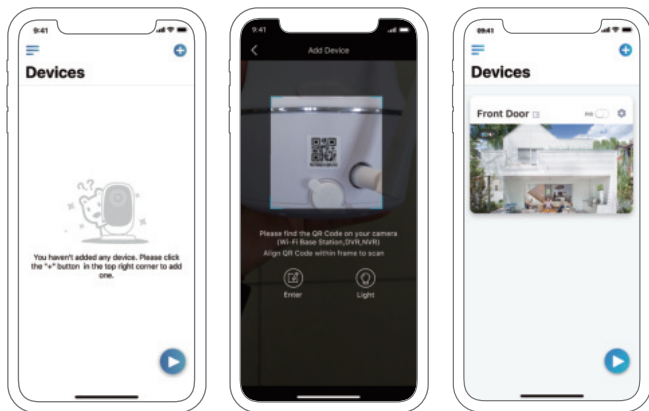 9:41
Devices
You haven't added any device. Please click
the "+" button in the top right corner to add
one.
9:41
Add Device
Please find the QR Code on your camera
(Wi-Fi Base Station,DVR,NVR)
Align QR Code within frame to scan
Enter
Light
09:41
Devices
Front Door
PIR